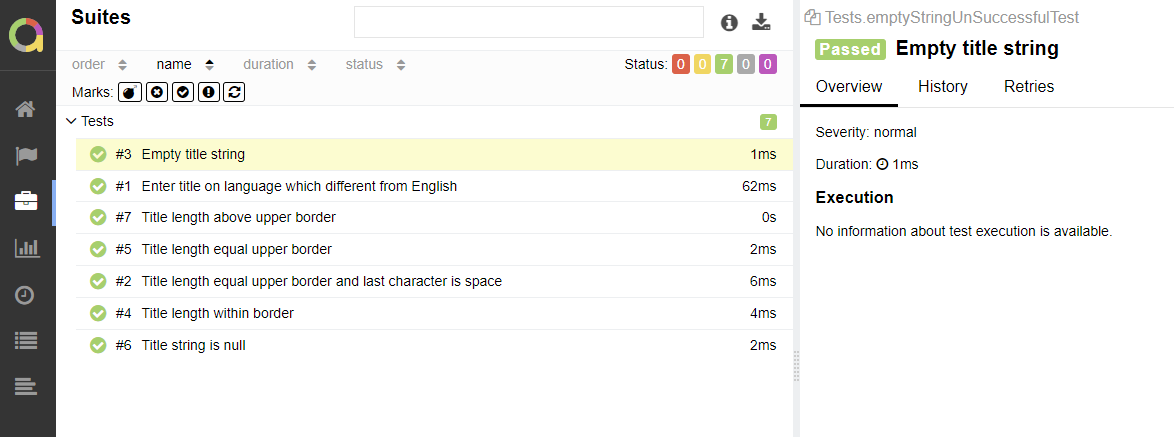 Suites
order name duration status Status: 0 0 7 0 0
Marks:
Tests 7
#3 Empty title string 1ms
#1 Enter title on language which different from English 62ms
#7 Title length above upper border 0s
#5 Title length equal upper border 2ms
#2 Title length equal upper border and last character is space 6ms
#4 Title length within border 4ms
#6 Title string is null 2ms
Tests.emptyStringUnSuccessfulTest
Passed Empty title string
Overview History Retries
Severity: normal
Duration: 1ms
Execution
No information about test execution is available.